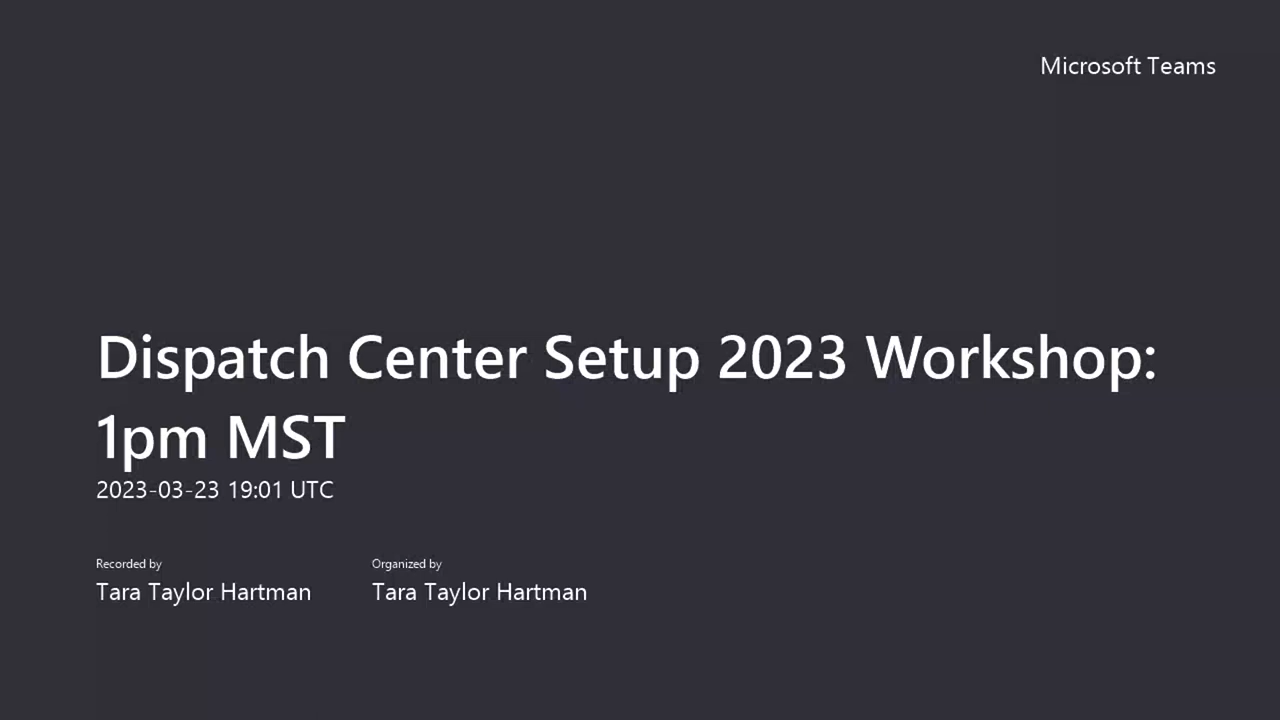 Microsoft Teams
Dispatch Center Setup 2023 Workshop:
1pm MST
2023-03-23 19:01 UTC
Recorded by
Tara Taylor Hartman
Organized by
Tara Taylor Hartman